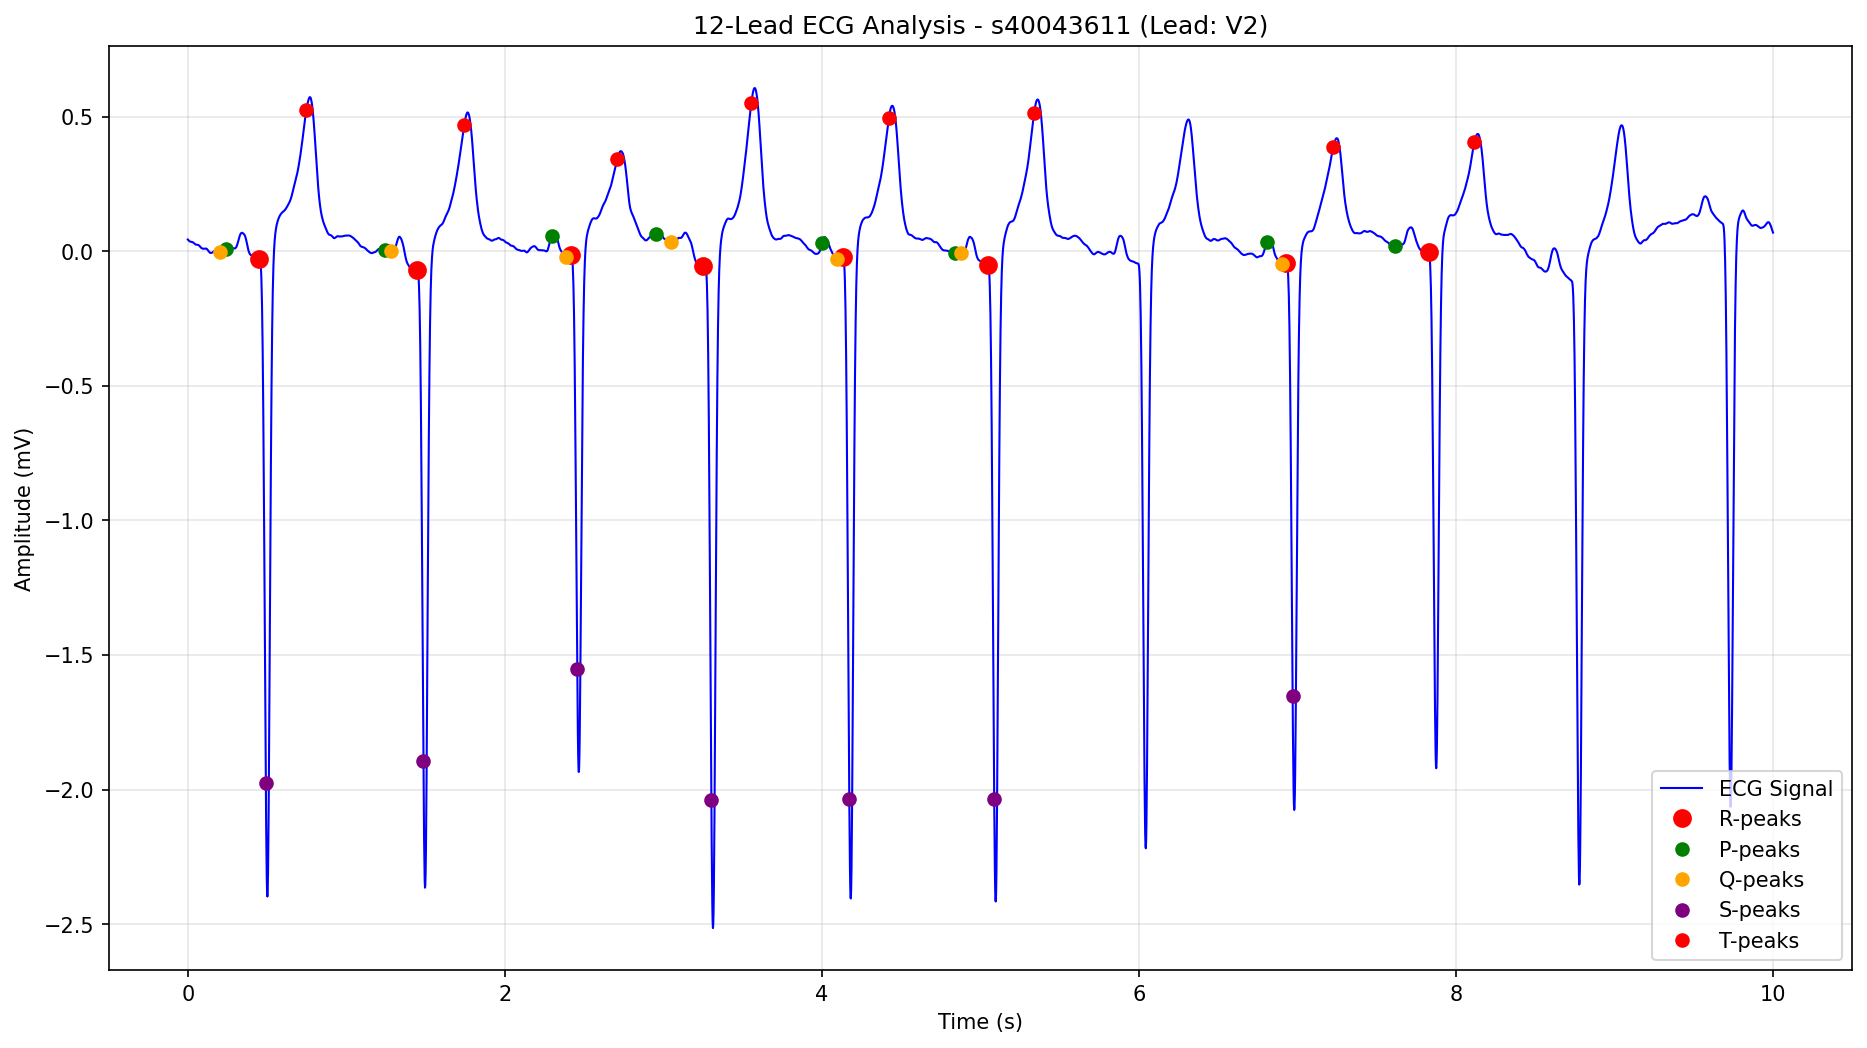 12-Lead ECG Analysis - s40043611 (Lead: V2)
Amplitude (mV)
0.5
0.0
−0.5
−1.0
−1.5
−2.0
−2.5
ECG Signal
R-peaks
P-peaks
Q-peaks
S-peaks
T-peaks
0 2 4 6 8 10
Time (s)